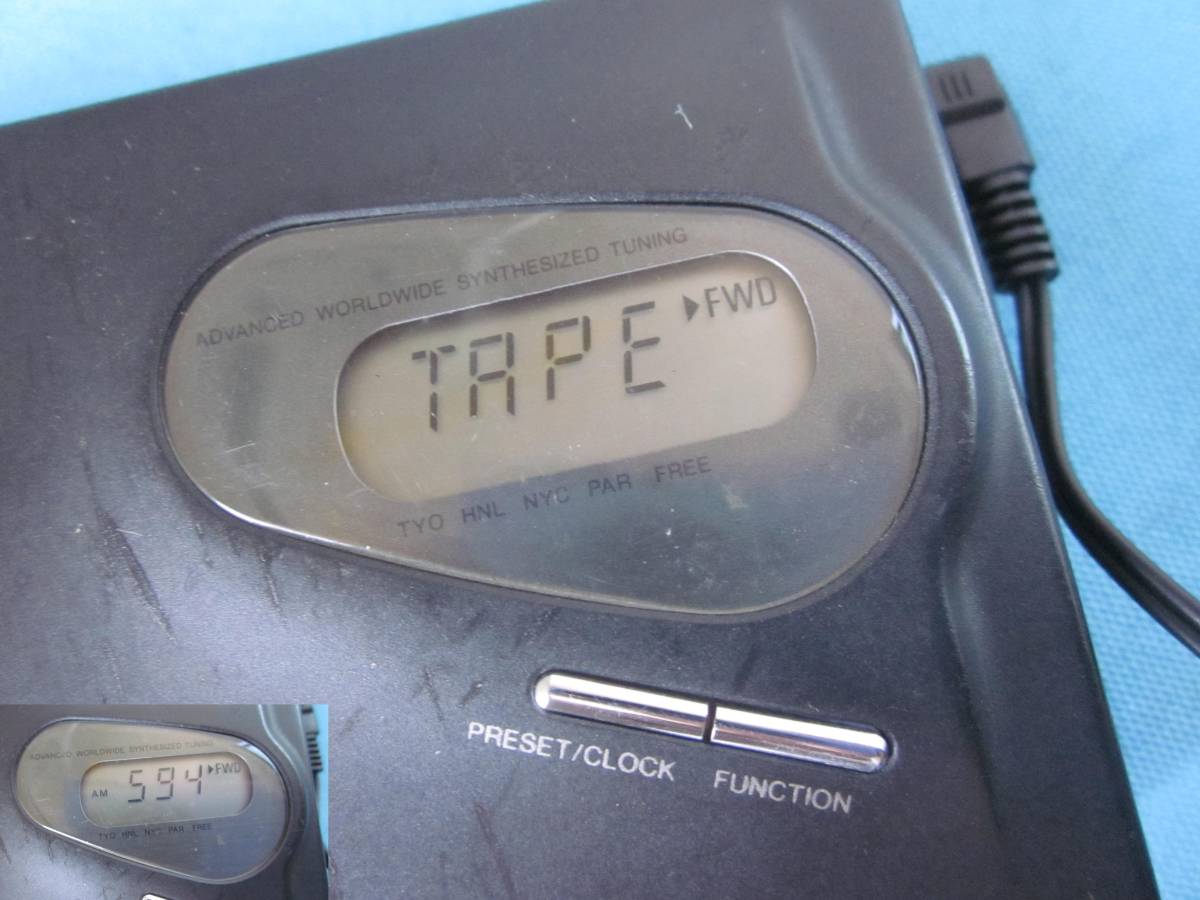 ADVANCED WORLDWIDE SYNTHESIZED TUNING
TAPE ▶FWD
TYO HNL NYC PAR FREE
PRESET/CLOCK FUNCTION
ADVANCED WORLDWIDE SYNTHESIZED TUNING
AM 594 ▶FWD
TYO HNL NYC PAR FREE